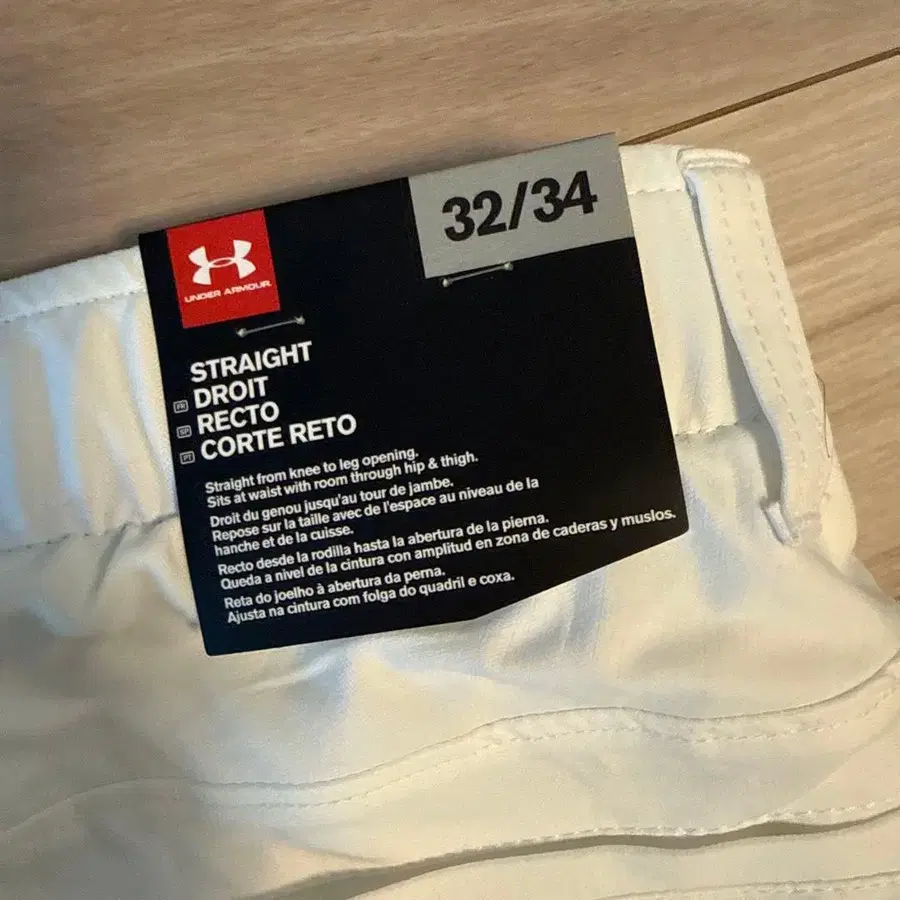 32/34
UNDER ARMOUR
STRAIGHT
FR DROIT
SP RECTO
PT CORTE RETO
Straight from knee to leg opening.
Sits at waist with room through hip & thigh.
Droit du genou jusqu'au tour de jambe.
Repose sur la taille avec de l'espace au niveau de la
hanche et de la cuisse.
Recto desde la rodilla hasta la abertura de la pierna.
Queda a nivel de la cintura con amplitud en zona de caderas y muslos.
Reta do joelho à abertura da perna.
Ajusta na cintura com folga do quadril e coxa.